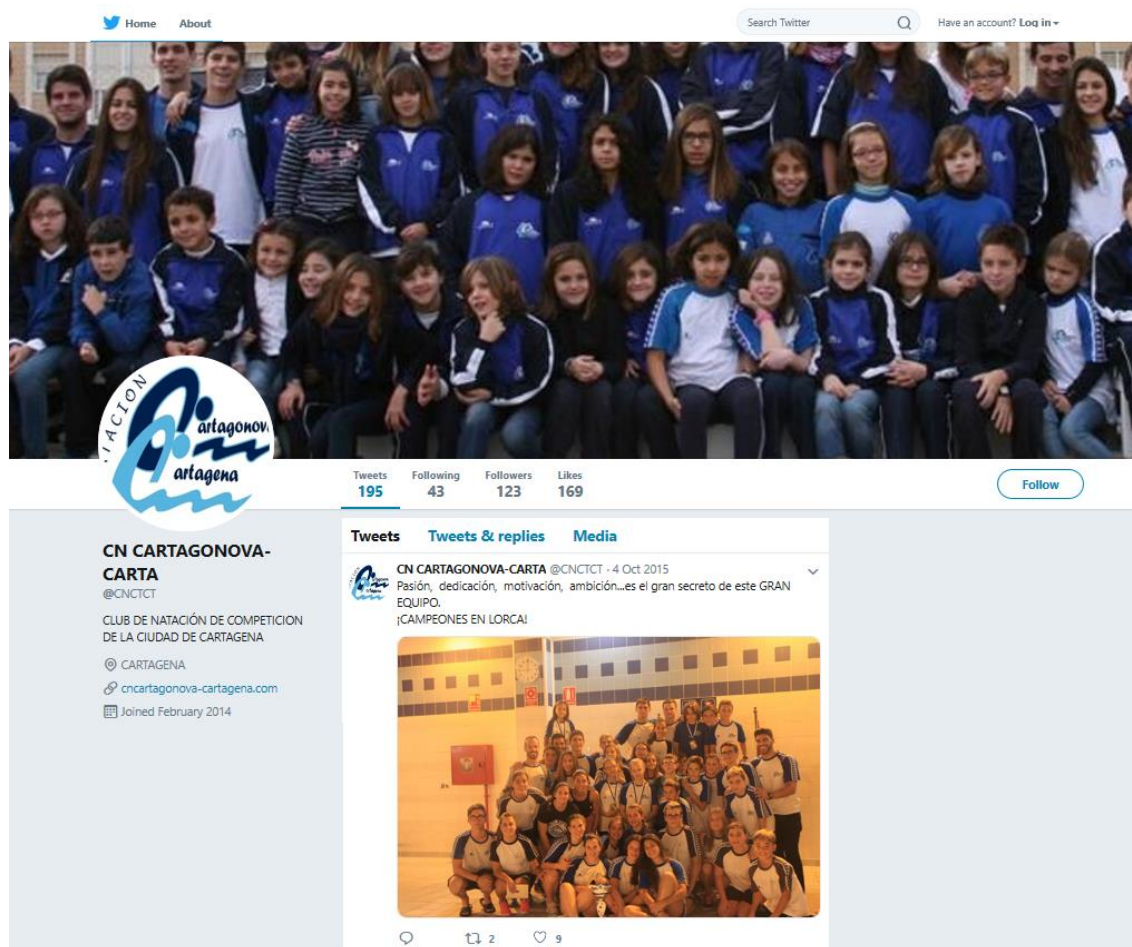 Home About Search Twitter Have an account? Log in
ACION
artagonov
artagena
Tweets Following Followers Likes
195 43 123 169
Follow
CN CARTAGONOVA-
CARTA
@CNCTCT
CLUB DE NATACIÓN DE COMPETICION
DE LA CIUDAD DE CARTAGENA
CARTAGENA
cncartagonova-cartagena.com
Joined February 2014
Tweets Tweets & replies Media
CN CARTAGONOVA-CARTA @CNCTCT · 4 Oct 2015
Pasión, dedicación, motivación, ambición...es el gran secreto de este GRAN
EQUIPO.
¡CAMPEONES EN LORCA!
2 9